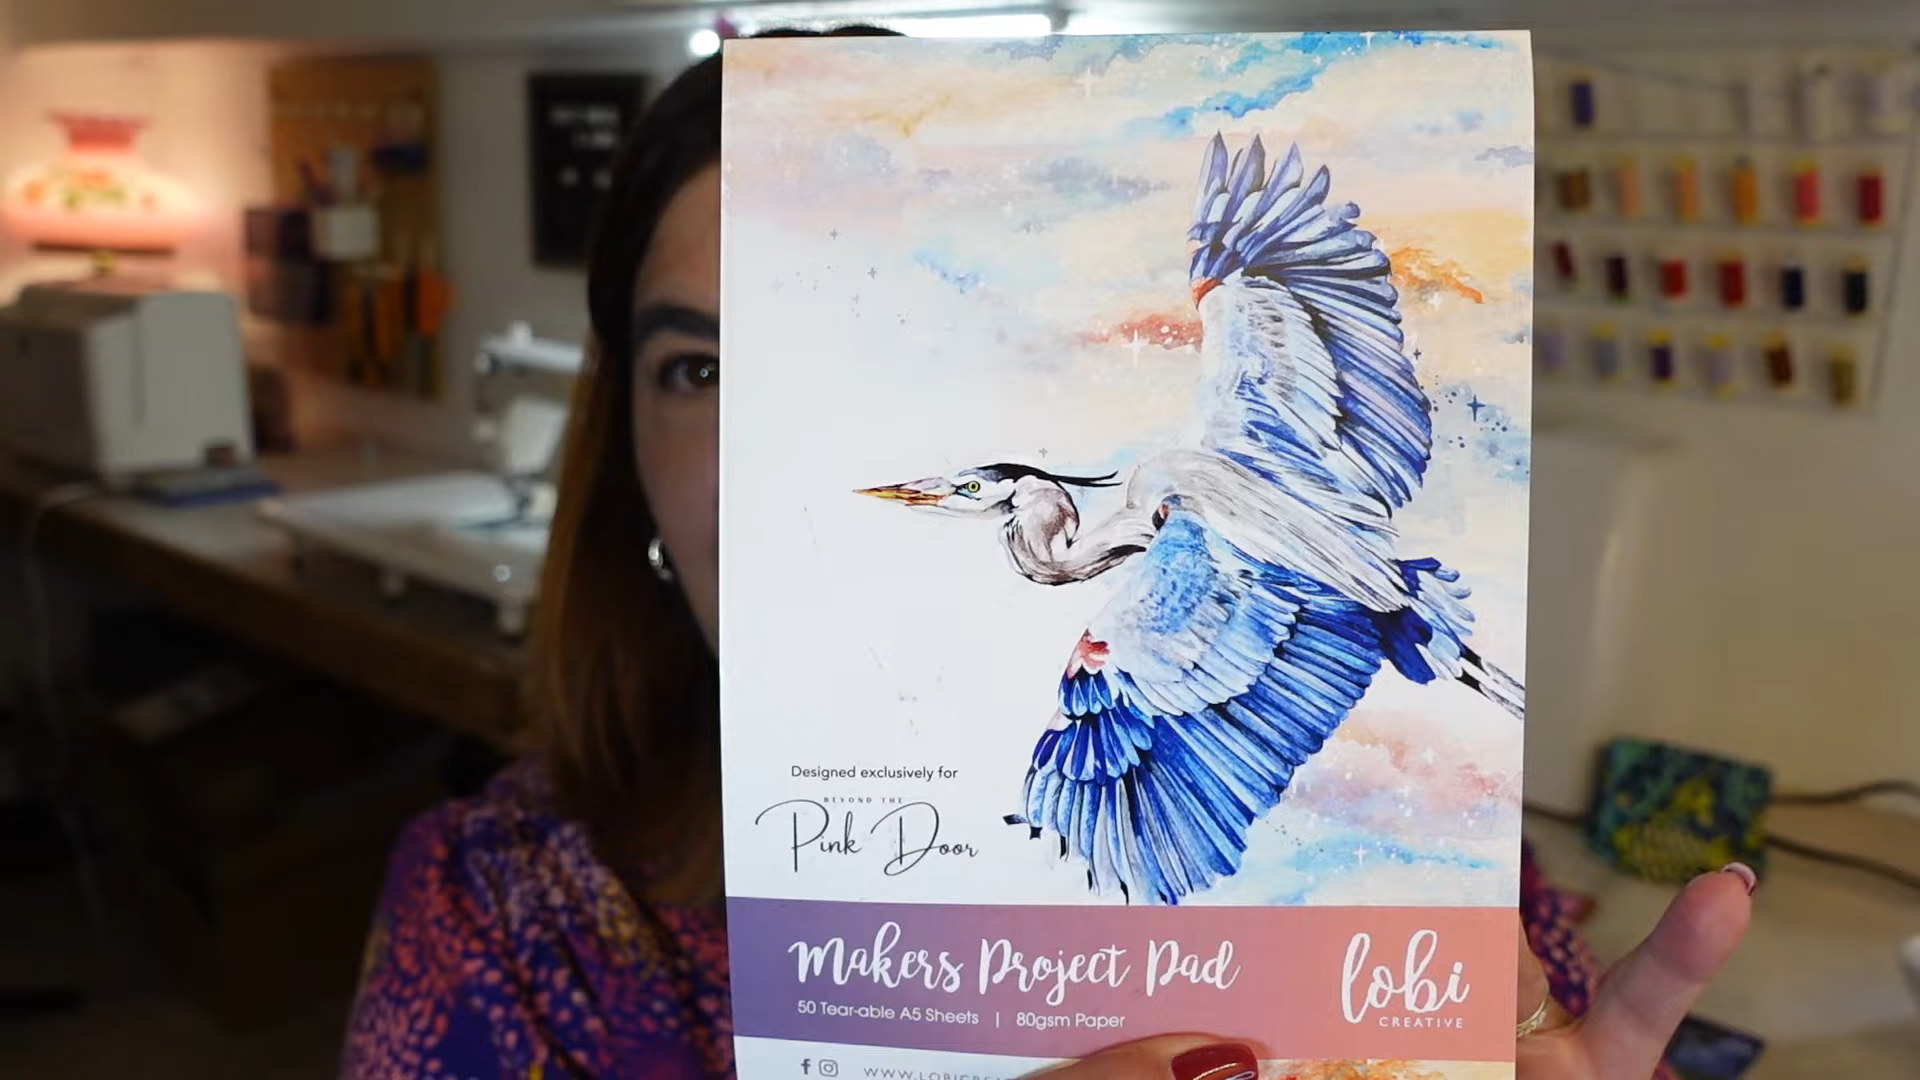 Designed exclusively for
BEYOND THE
Pink Door
Makers Project Pad
50 Tear-able A5 Sheets | 80gsm Paper
lobi
CREATIVE